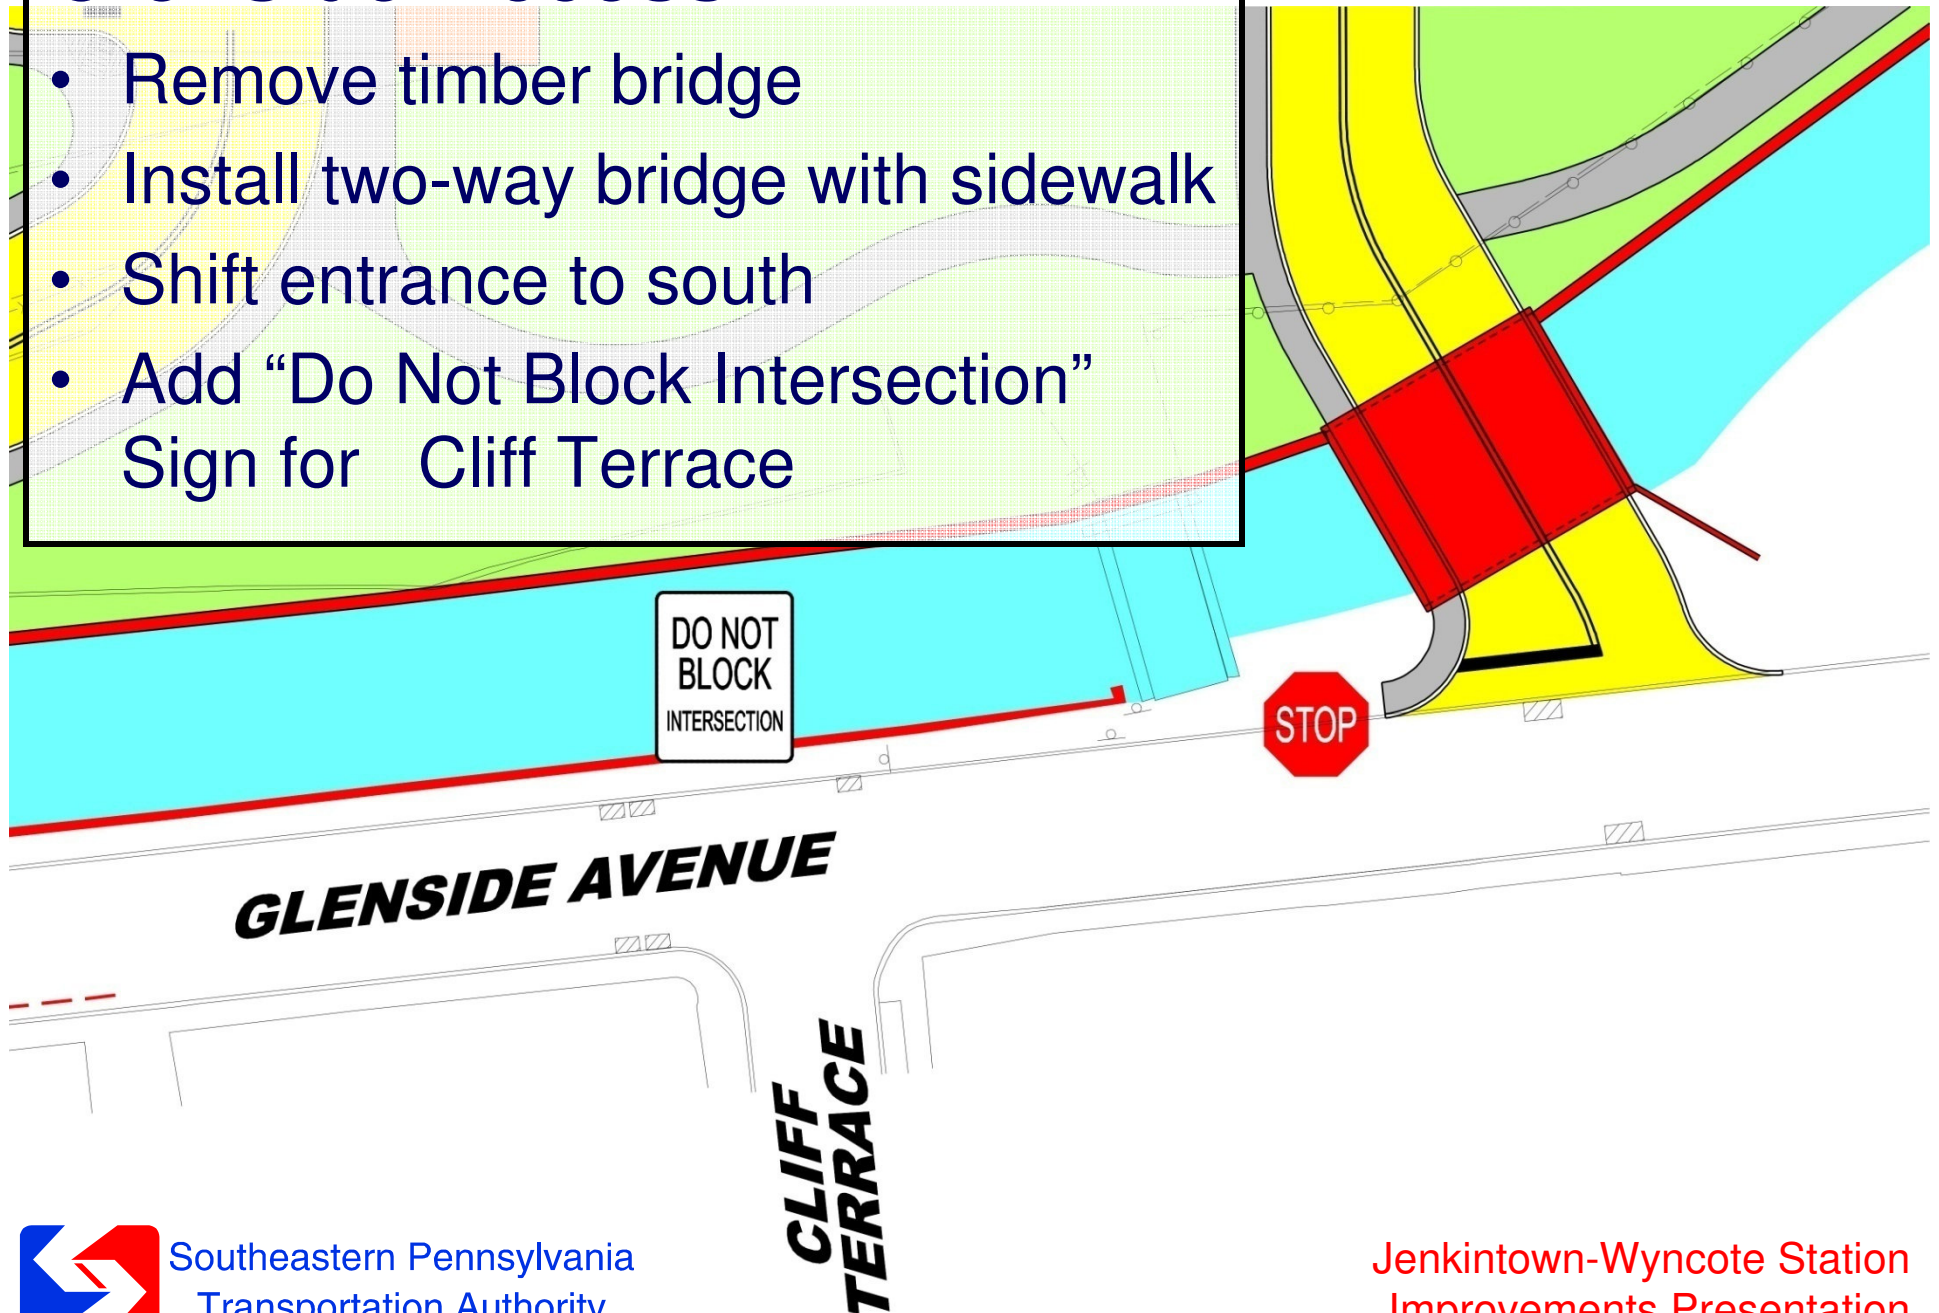 • Remove timber bridge
• Install two-way bridge with sidewalk
• Shift entrance to south
• Add “Do Not Block Intersection”
Sign for Cliff Terrace
DO NOT
BLOCK
INTERSECTION
STOP
GLENSIDE AVENUE
CLIFF
TERRACE
Southeastern Pennsylvania
Transportation Authority
Jenkintown-Wyncote Station
Improvements Presentation